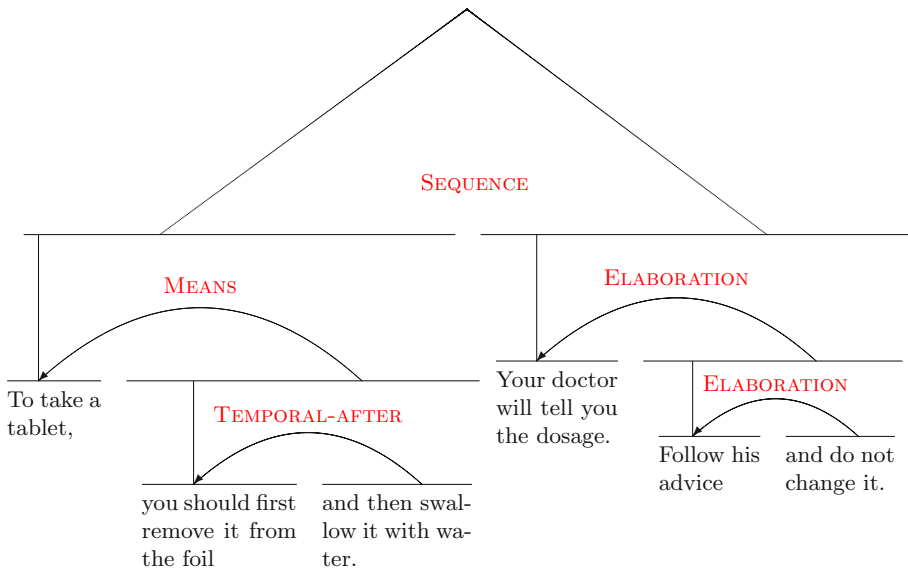 SEQUENCE
MEANS
ELABORATION
To take a
tablet,
TEMPORAL-AFTER
you should first
remove it from
the foil
and then swal-
low it with wa-
ter.
Your doctor
will tell you
the dosage.
ELABORATION
Follow his
advice
and do not
change it.